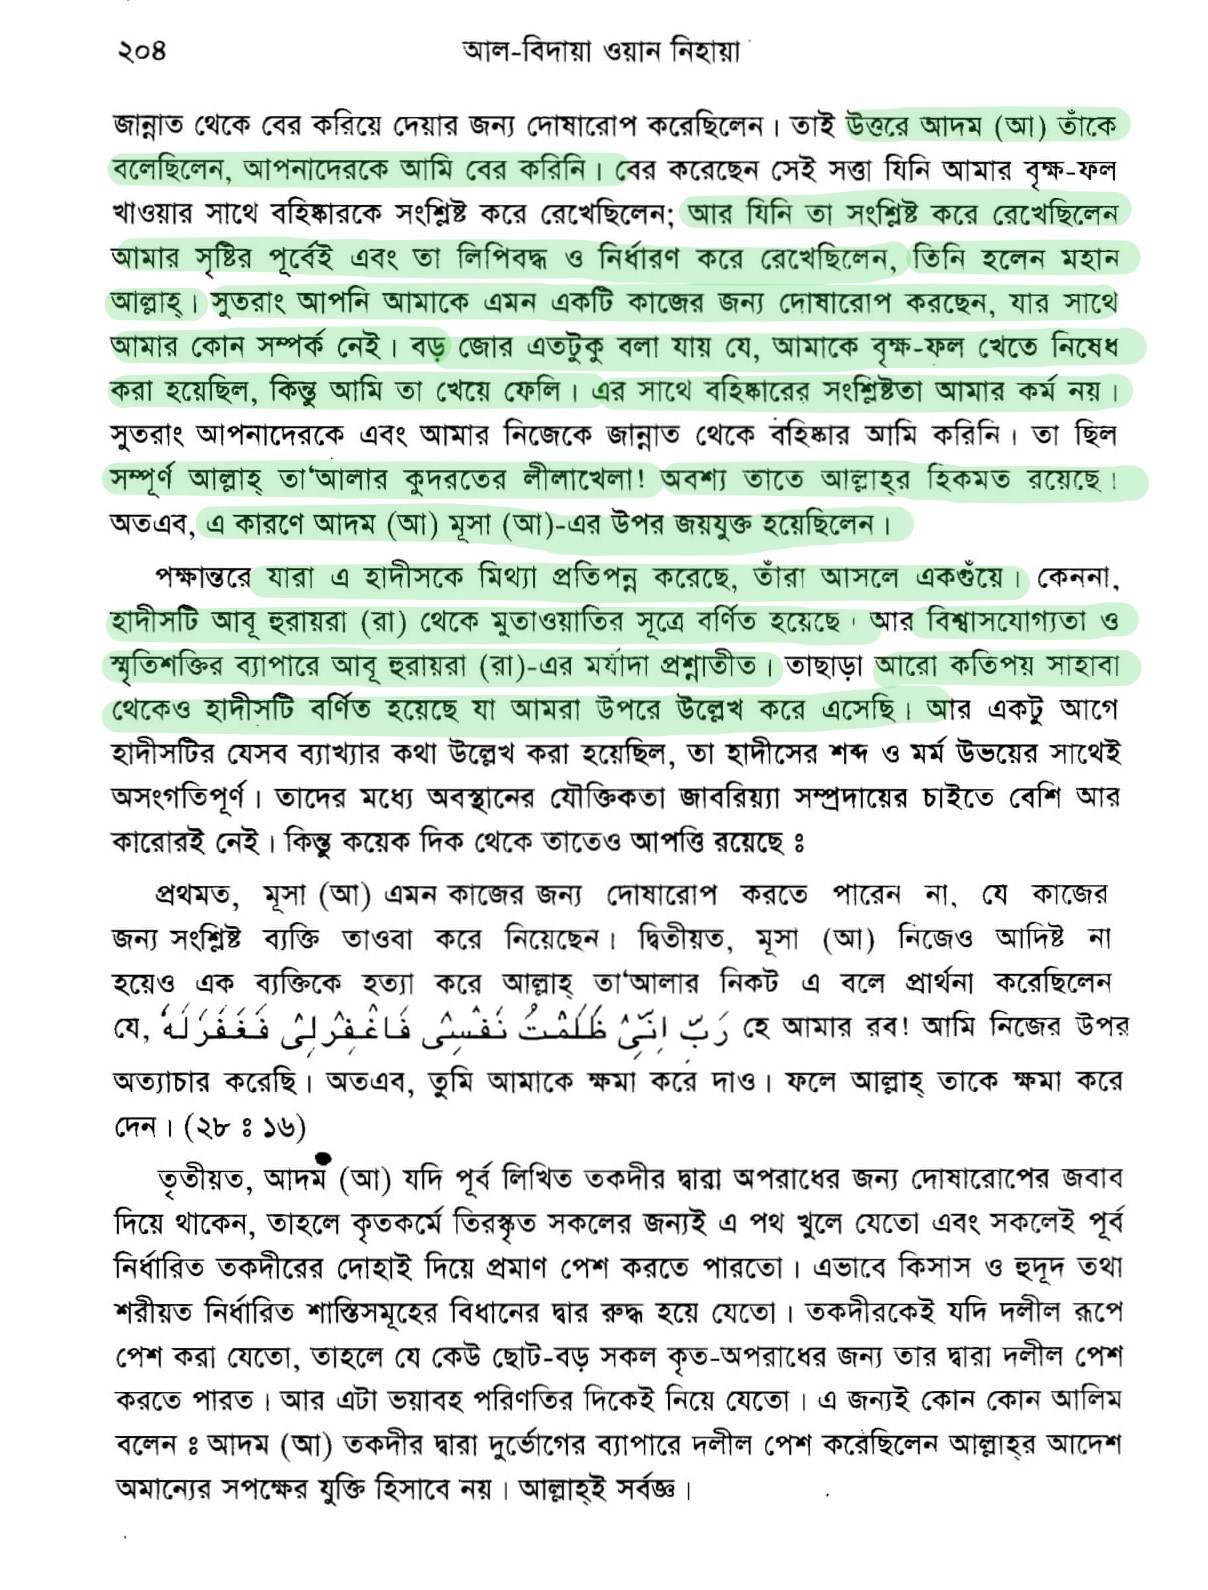 ২০৪ আল-বিদায়া ওয়ান নিহায়া
জান্নাত থেকে বের করিয়ে দেয়ার জন্য দোষারোপ করেছিলেন। তাই উত্তরে আদম (আ) তাঁকে
বলেছিলেন, আপনাদেরকে আমি বের করিনি। বের করেছেন সেই সত্তা যিনি আমার বৃক্ষ-ফল
খাওয়ার সাথে বহিষ্কারকে সংশ্লিষ্ট করে রেখেছিলেন; আর যিনি তা সংশ্লিষ্ট করে রেখেছিলেন
আমার সৃষ্টির পূর্বেই এবং তা লিপিবদ্ধ ও নির্ধারণ করে রেখেছিলেন, তিনি হলেন মহান
আল্লাহ্। সুতরাং আপনি আমাকে এমন একটি কাজের জন্য দোষারোপ করছেন, যার সাথে
আমার কোন সম্পর্ক নেই। বড় জোর এতটুকু বলা যায় যে, আমাকে বৃক্ষ-ফল খেতে নিষেধ
করা হয়েছিল, কিন্তু আমি তা খেয়ে ফেলি। এর সাথে বহিষ্কারের সংশ্লিষ্টতা আমার কর্ম নয়।
সুতরাং আপনাদেরকে এবং আমার নিজেকে জান্নাত থেকে বহিষ্কার আমি করিনি। তা ছিল
সম্পূর্ণ আল্লাহ্ তা‘আলার কুদরতের লীলাখেলা! অবশ্য তাতে আল্লাহ্‌র হিকমত রয়েছে।
অতএব, এ কারণে আদম (আ) মূসা (আ)-এর উপর জয়যুক্ত হয়েছিলেন।
পক্ষান্তরে যারা এ হাদীসকে মিথ্যা প্রতিপন্ন করেছে, তাঁরা আসলে একগুঁয়ে। কেননা,
হাদীসটি আবূ হুরায়রা (রা) থেকে মুতাওয়াতির সূত্রে বর্ণিত হয়েছে। আর বিশ্বাসযোগ্যতা ও
স্মৃতিশক্তির ব্যাপারে আবূ হুরায়রা (রা)-এর মর্যাদা প্রশ্নাতীত। তাছাড়া আরো কতিপয় সাহাবা
থেকেও হাদীসটি বর্ণিত হয়েছে যা আমরা উপরে উল্লেখ করে এসেছি। আর একটু আগে
হাদীসটির যেসব ব্যাখ্যার কথা উল্লেখ করা হয়েছিল, তা হাদীসের শব্দ ও মর্ম উভয়ের সাথেই
অসংগতিপূর্ণ। তাদের মধ্যে অবস্থানের যৌক্তিকতা জাবরিয়্যা সম্প্রদায়ের চাইতে বেশি আর
কারোরই নেই। কিন্তু কয়েক দিক থেকে তাতেও আপত্তি রয়েছে ঃ
প্রথমত, মূসা (আ) এমন কাজের জন্য দোষারোপ করতে পারেন না, যে কাজের
জন্য সংশ্লিষ্ট ব্যক্তি তাওবা করে নিয়েছেন। দ্বিতীয়ত, মূসা (আ) নিজেও আদিষ্ট না
হয়েও এক ব্যক্তিকে হত্যা করে আল্লাহ্ তা‘আলার নিকট এ বলে প্রার্থনা করেছিলেন
যে, رَبِّ اِنِّىْ ظَلَمْتُ نَفْسِىْ فَاغْفِرْلِىْ فَغَفَرَلَهُ হে আমার রব! আমি নিজের উপর
অত্যাচার করেছি। অতএব, তুমি আমাকে ক্ষমা করে দাও। ফলে আল্লাহ্ তাকে ক্ষমা করে
দেন। (২৮ ঃ ১৬)
তৃতীয়ত, আদম (আ) যদি পূর্ব লিখিত তকদীর দ্বারা অপরাধের জন্য দোষারোপের জবাব
দিয়ে থাকেন, তাহলে কৃতকর্মে তিরস্কৃত সকলের জন্যই এ পথ খুলে যেতো এবং সকলেই পূর্ব
নির্ধারিত তকদীরের দোহাই দিয়ে প্রমাণ পেশ করতে পারতো। এভাবে কিসাস ও হুদূদ তথা
শরীয়ত নির্ধারিত শাস্তিসমূহের বিধানের দ্বার রুদ্ধ হয়ে যেতো। তকদীরকেই যদি দলীল রূপে
পেশ করা যেতো, তাহলে যে কেউ ছোট-বড় সকল কৃত-অপরাধের জন্য তার দ্বারা দলীল পেশ
করতে পারত। আর এটা ভয়াবহ পরিণতির দিকেই নিয়ে যেতো। এ জন্যই কোন কোন আলিম
বলেন ঃ আদম (আ) তকদীর দ্বারা দুর্ভোগের ব্যাপারে দলীল পেশ করেছিলেন আল্লাহ্‌র আদেশ
অমান্যের সপক্ষের যুক্তি হিসাবে নয়। আল্লাহ্ই সর্বজ্ঞ।